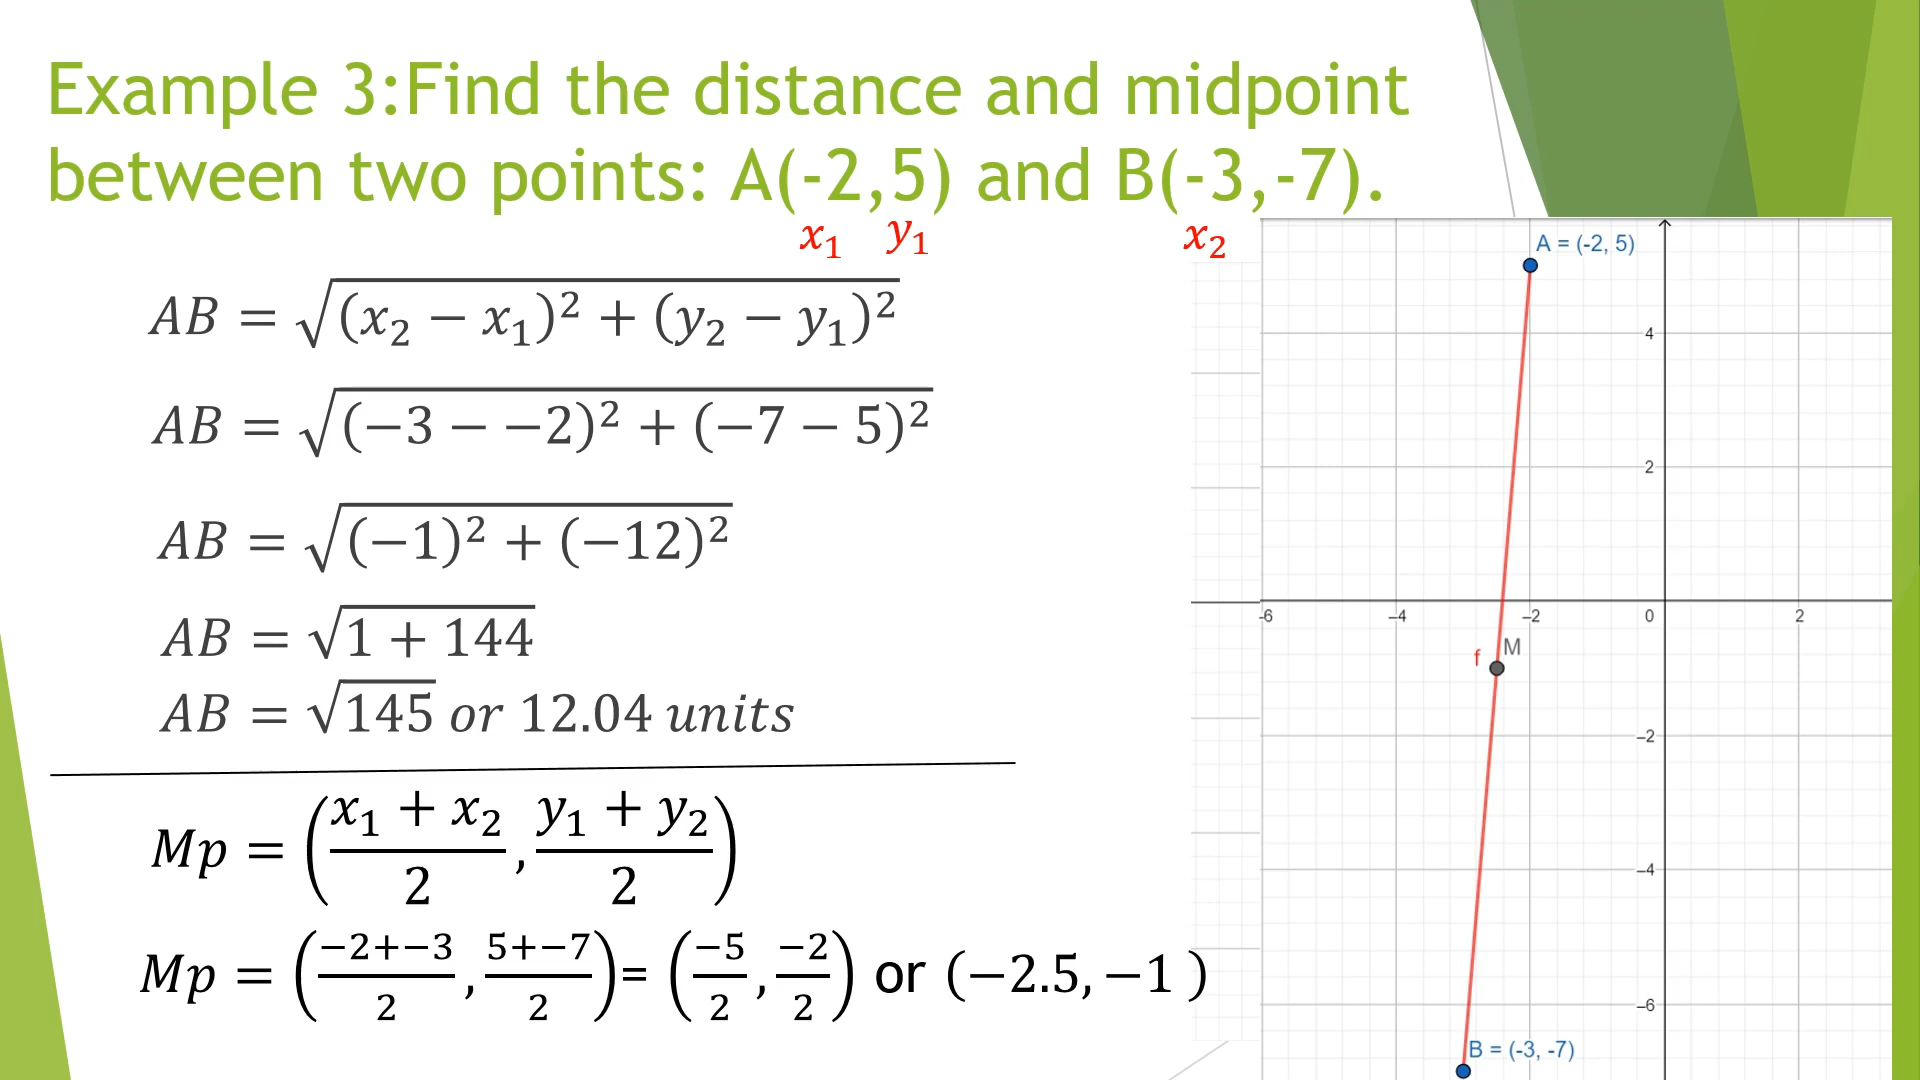 Example 3:Find the distance and midpoint
between two points: A(-2,5) and B(-3,-7).
x₁ y₁ x₂
AB = √((x₂ − x₁)² + (y₂ − y₁)²)
AB = √((−3 − −2)² + (−7 − 5)²)
AB = √((−1)² + (−12)²)
AB = √(1 + 144)
AB = √145 or 12.04 units
Mp = ((x₁ + x₂)/2, (y₁ + y₂)/2)
Mp = ((−2+−3)/2, (5+−7)/2)= (−5/2, −2/2) or (−2.5, −1 )
A = (-2, 5)
4
2
-6 –4 –2 0 2
f M
–2
–4
–6
B = (-3, -7)